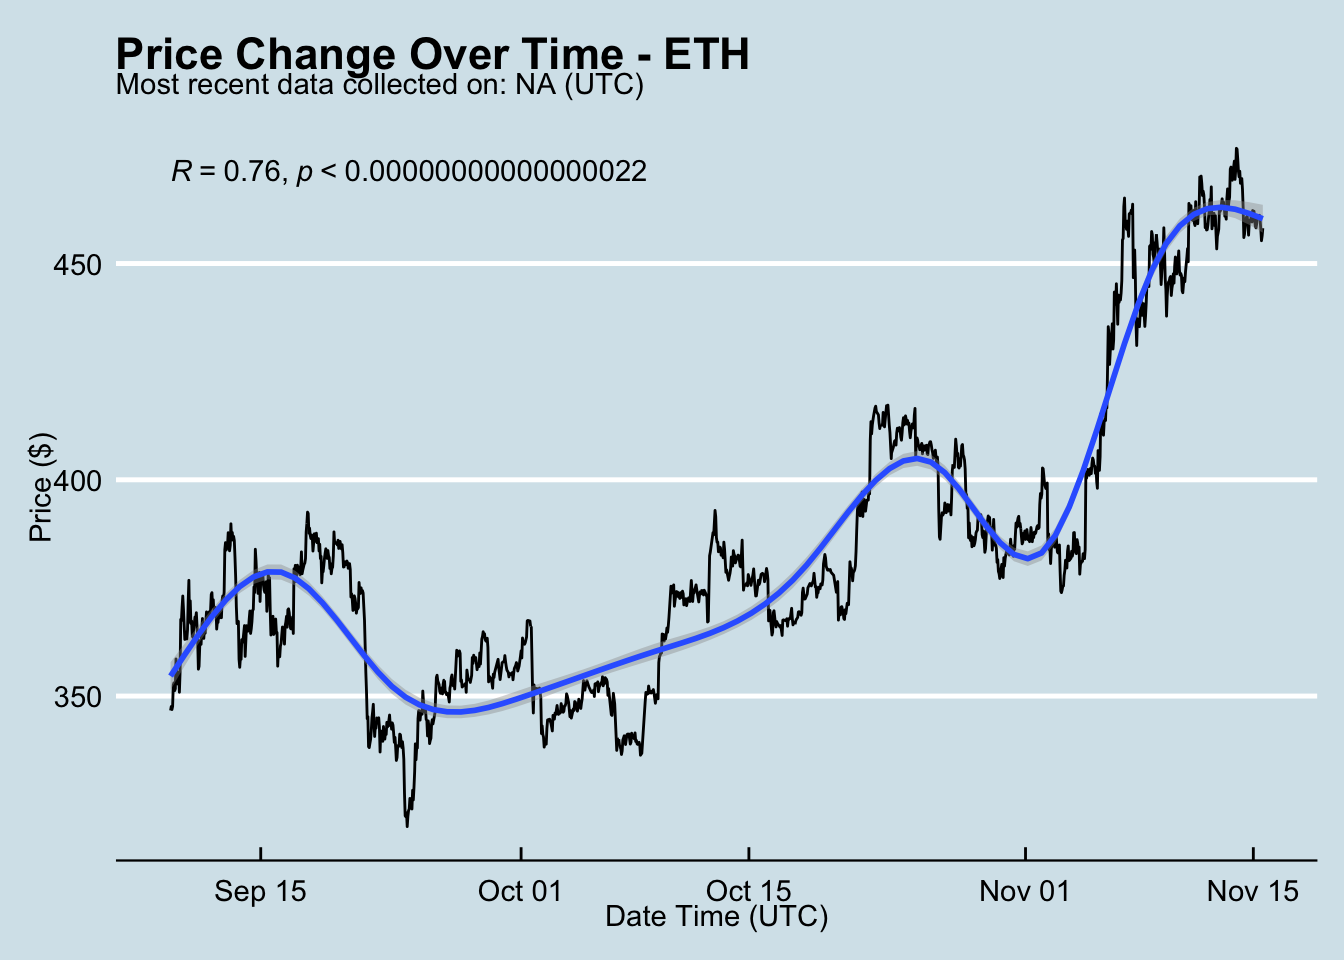 Price Change Over Time - ETH
Most recent data collected on: NA (UTC)
R = 0.76, p < 0.00000000000000022
450
400
350
Price ($)
Sep 15
Oct 01
Oct 15
Nov 01
Nov 15
Date Time (UTC)